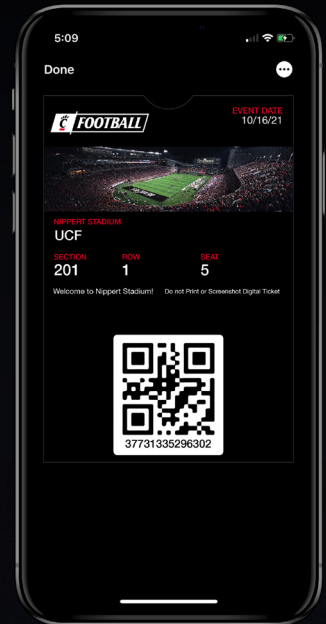 5:09
Done
C FOOTBALL
EVENT DATE
10/16/21
NIPPERT STADIUM
UCF
SECTION ROW SEAT
201 1 5
Welcome to Nippert Stadium! Do not Print or Screenshot Digital Ticket
37731335296302